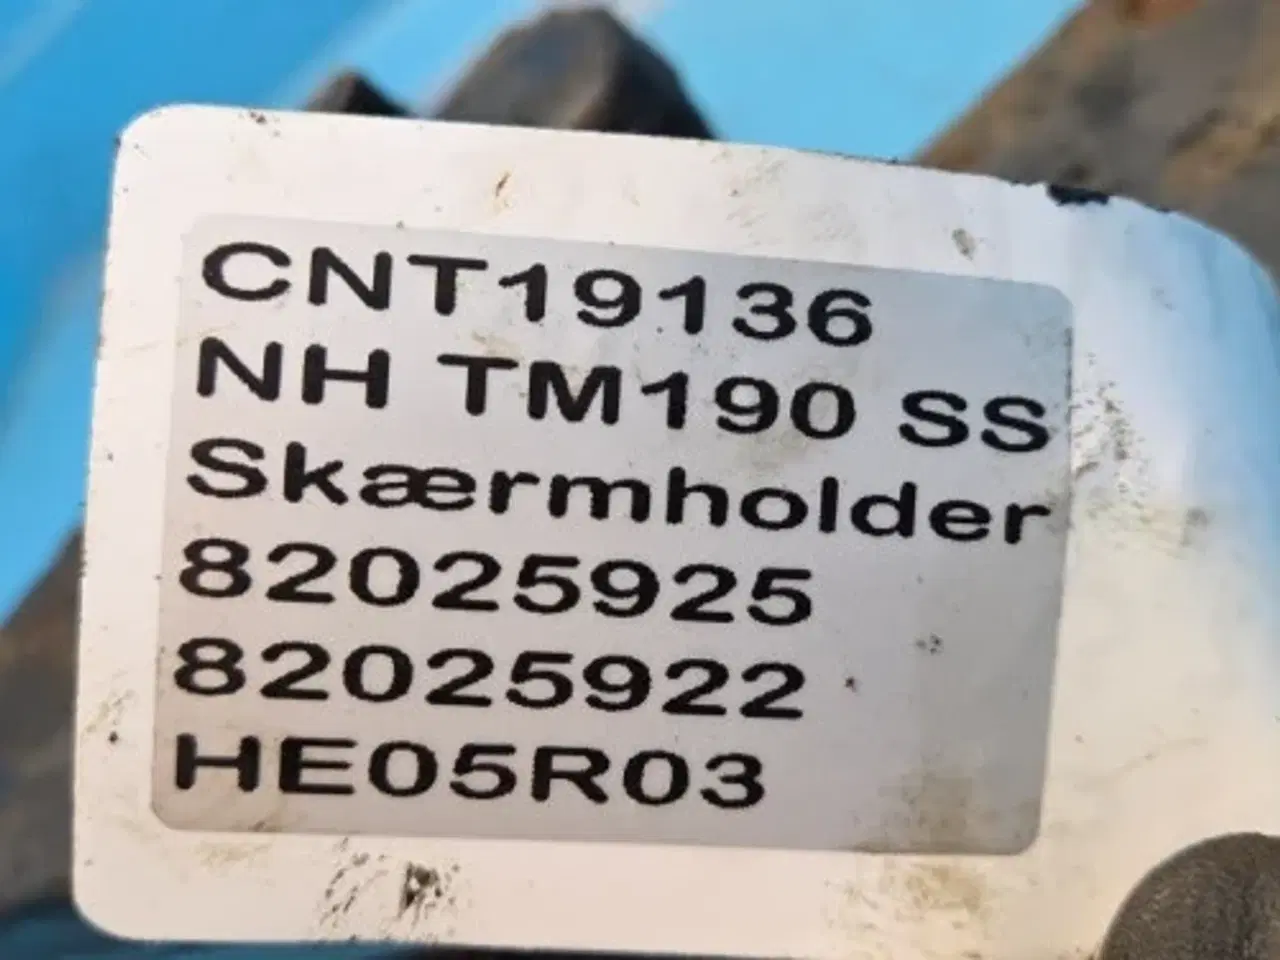 CNT19136
NH TM190 SS
Skærmholder
82025925
82025922
HE05R03